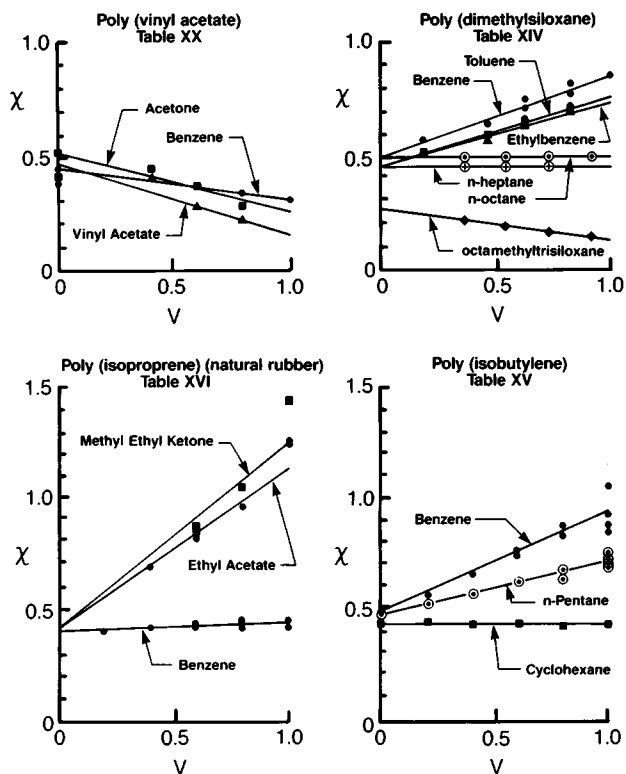 Poly (vinyl acetate)
Table XX
1.0
χ
Acetone
Benzene
0.5
Vinyl Acetate
0
0
0.5
1.0
V
Poly (dimethylsiloxane)
Table XIV
1.0
Toluene
Benzene
χ
Ethylbenzene
0.5
n-heptane
n-octane
octamethyltrisiloxane
0
0
0.5
1.0
V
Poly (isoproprene) (natural rubber)
Table XVI
1.5
Methyl Ethyl Ketone
1.0
χ
Ethyl Acetate
0.5
Benzene
0
0
0.5
1.0
V
Poly (isobutylene)
Table XV
1.5
1.0
Benzene
χ
n-Pentane
0.5
Cyclohexane
0
0
0.5
1.0
V